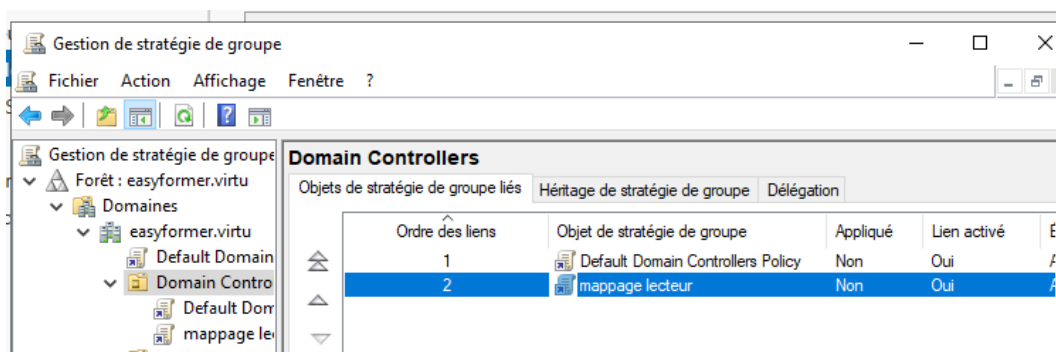 Gestion de stratégie de groupe
Fichier Action Affichage Fenêtre ?
Gestion de stratégie de groupe
Forêt : easyformer.virtu
Domaines
easyformer.virtu
Default Domain
Domain Contro
Default Dom
mappage le
Domain Controllers
Objets de stratégie de groupe liés Héritage de stratégie de groupe Délégation
Ordre des liens Objet de stratégie de groupe Appliqué Lien activé
1 Default Domain Controllers Policy Non Oui
2 mappage lecteur Non Oui